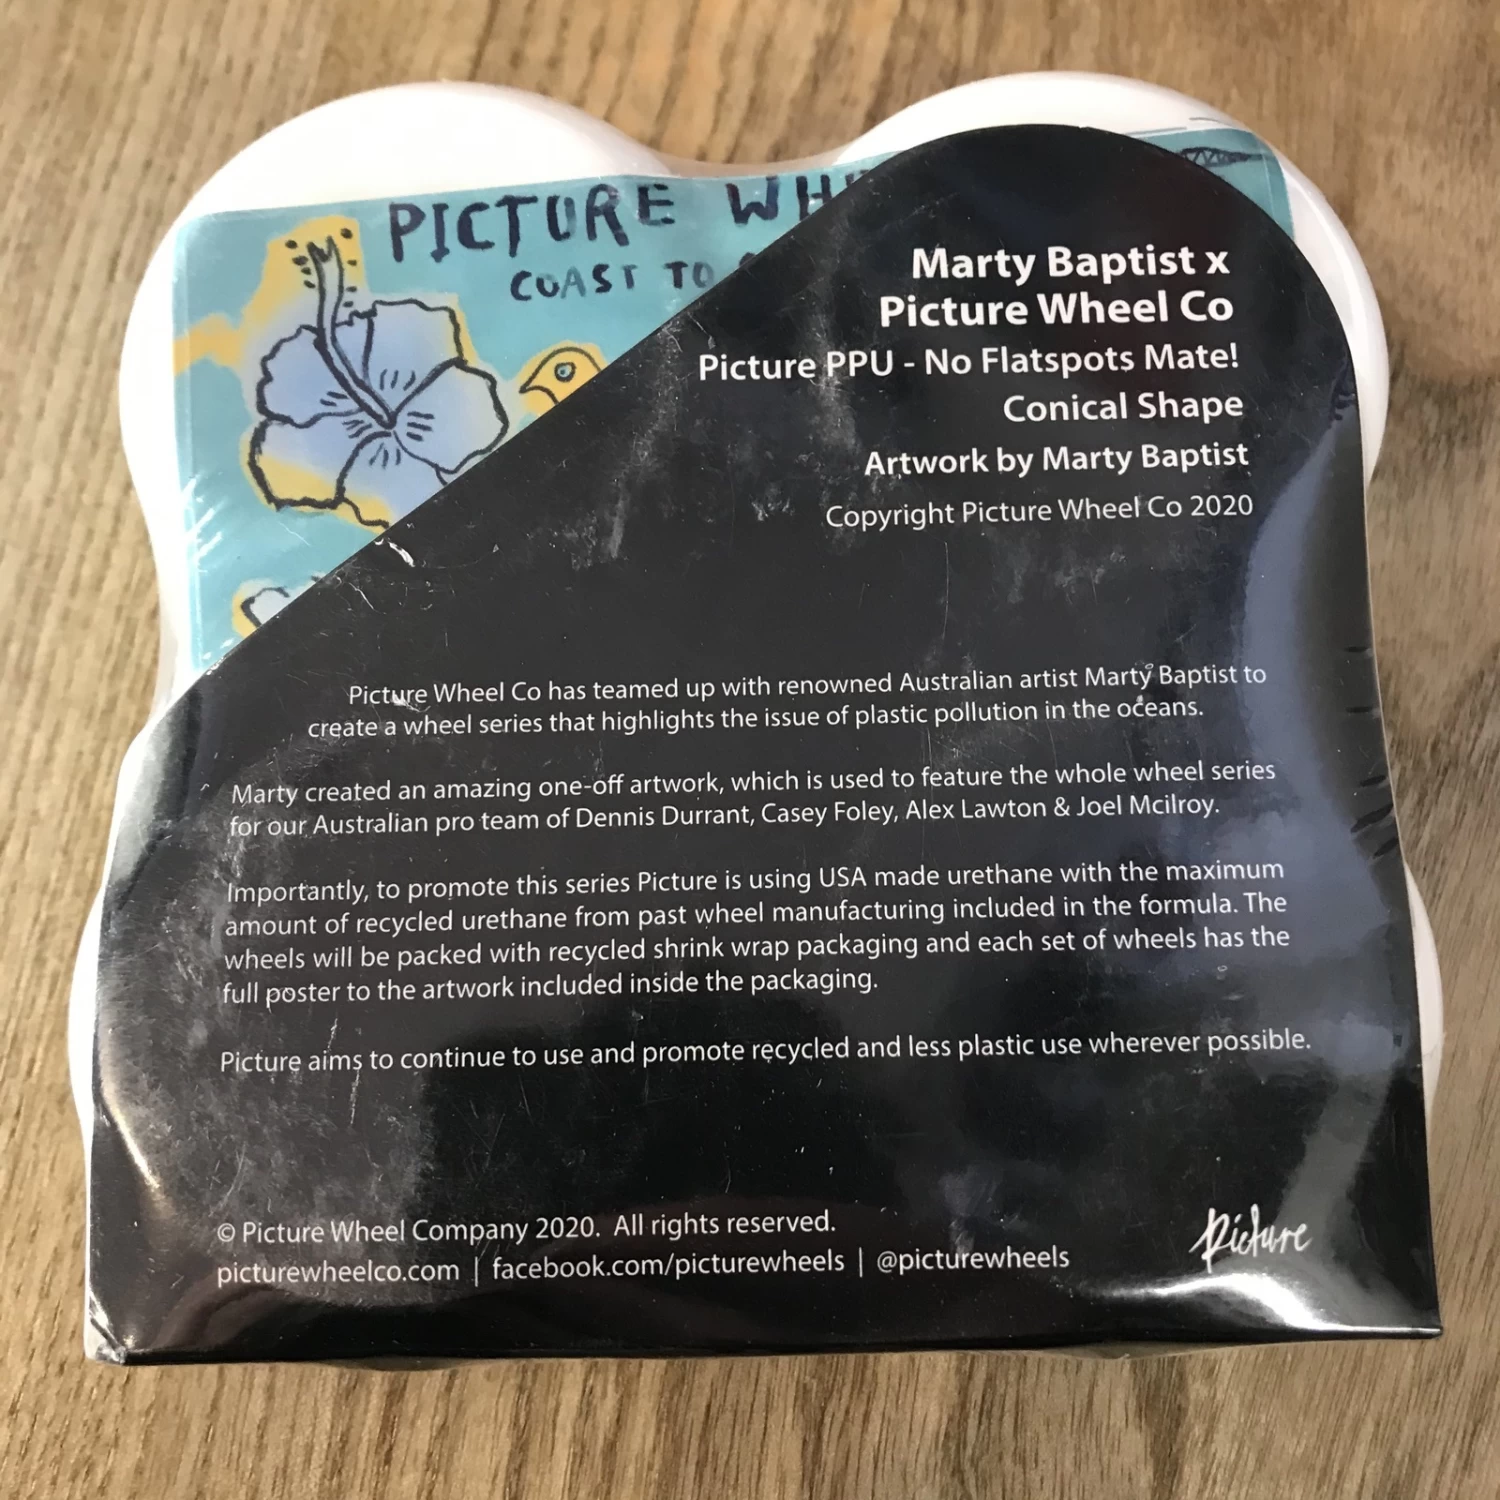 PICTURE
COAST TO
Marty Baptist x
Picture Wheel Co
Picture PPU - No Flatspots Mate!
Conical Shape
Artwork by Marty Baptist
Copyright Picture Wheel Co 2020
Picture Wheel Co has teamed up with renowned Australian artist Marty Baptist to
create a wheel series that highlights the issue of plastic pollution in the oceans.
Marty created an amazing one-off artwork, which is used to feature the whole wheel series
for our Australian pro team of Dennis Durrant, Casey Foley, Alex Lawton & Joel Mcilroy.
Importantly, to promote this series Picture is using USA made urethane with the maximum
amount of recycled urethane from past wheel manufacturing included in the formula. The
wheels will be packed with recycled shrink wrap packaging and each set of wheels has the
full poster to the artwork included inside the packaging.
Picture aims to continue to use and promote recycled and less plastic use wherever possible.
© Picture Wheel Company 2020. All rights reserved.
picturewheelco.com | facebook.com/picturewheels | @picturewheels
Picture